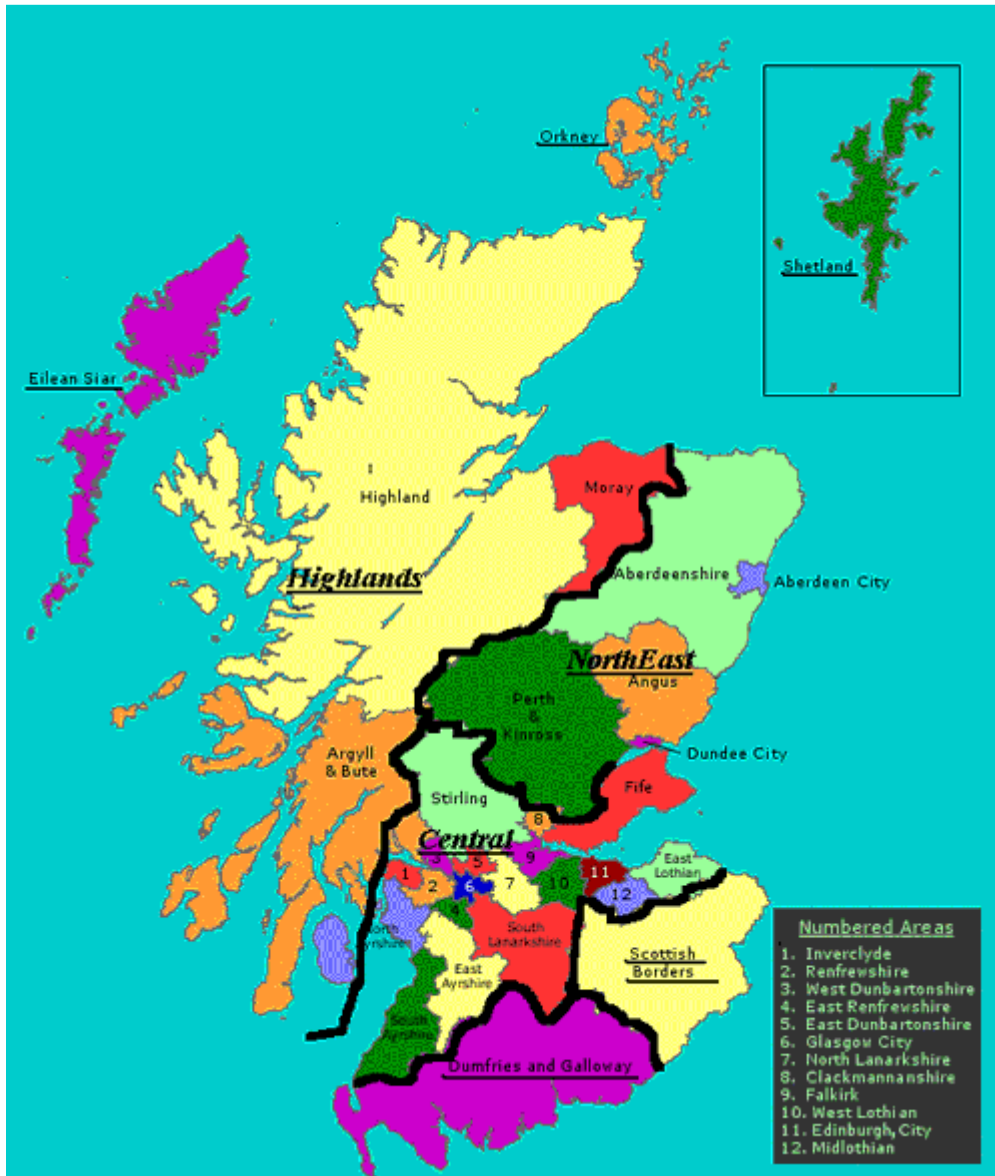 Orkney
Shetland
Eilean Siar
Highland
Moray
Highlands
Aberdeenshire
Aberdeen City
NorthEast
Angus
Perth
&
Kinross
Dundee City
Argyll
& Bute
Stirling
Fife
8
Central
3
5
9
1
2
6
7
10
11
12
4
East
Lothian
North
Ayrshire
South
Lanarkshire
East
Ayrshire
Scottish
Borders
South
Ayrshire
Dumfries and Galloway
Numbered Areas
1. Inverclyde
2. Renfrewshire
3. West Dunbartonshire
4. East Renfrewshire
5. East Dunbartonshire
6. Glasgow City
7. North Lanarkshire
8. Clackmannanshire
9. Falkirk
10. West Lothian
11. Edinburgh, City
12. Midlothian